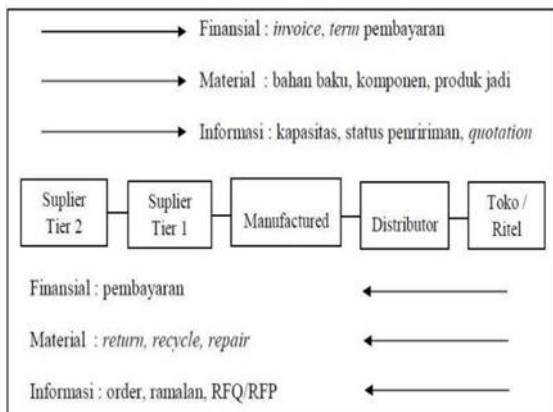 Finansial : invoice, term pembayaran
Material : bahan baku, komponen, produk jadi
Informasi : kapasitas, status penririman, quotation
Suplier
Tier 2
Suplier
Tier 1
Manufactured
Distributor
Toko /
Ritel
Finansial : pembayaran
Material : return, recycle, repair
Informasi : order, ramalan, RFQ/RFP